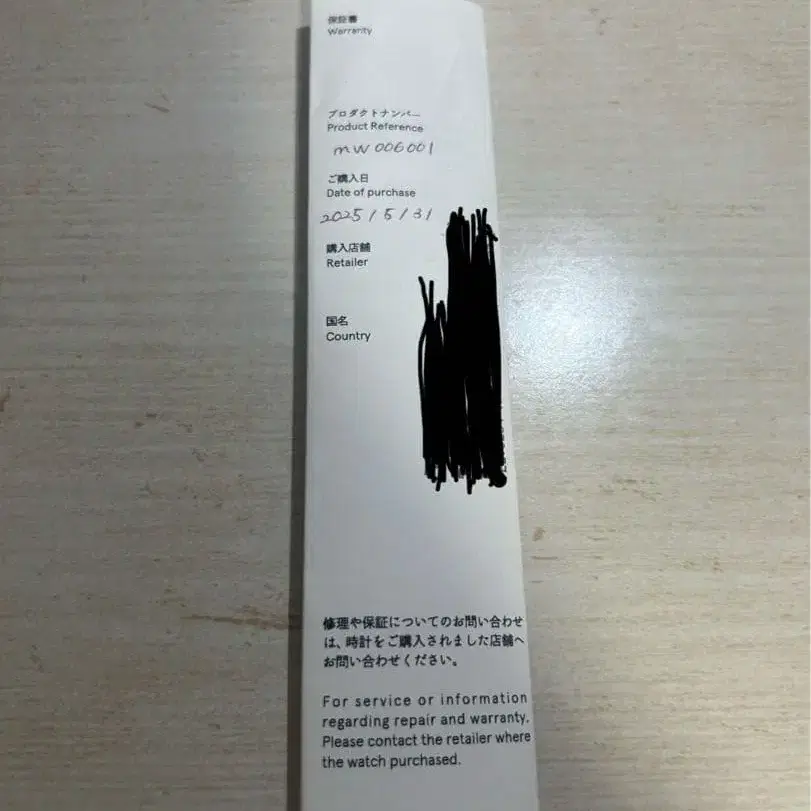 保証書
Warranty
プロダクトナンバー
Product Reference
mw006001
ご購入日
Date of purchase
2025/5/31
購入店舗
Retailer
国名
Country
修理や保証についてのお問い合わせ
は、時計をご購入されました店舗へ
お問い合わせください。
For service or information
regarding repair and warranty.
Please contact the retailer where
the watch purchased.